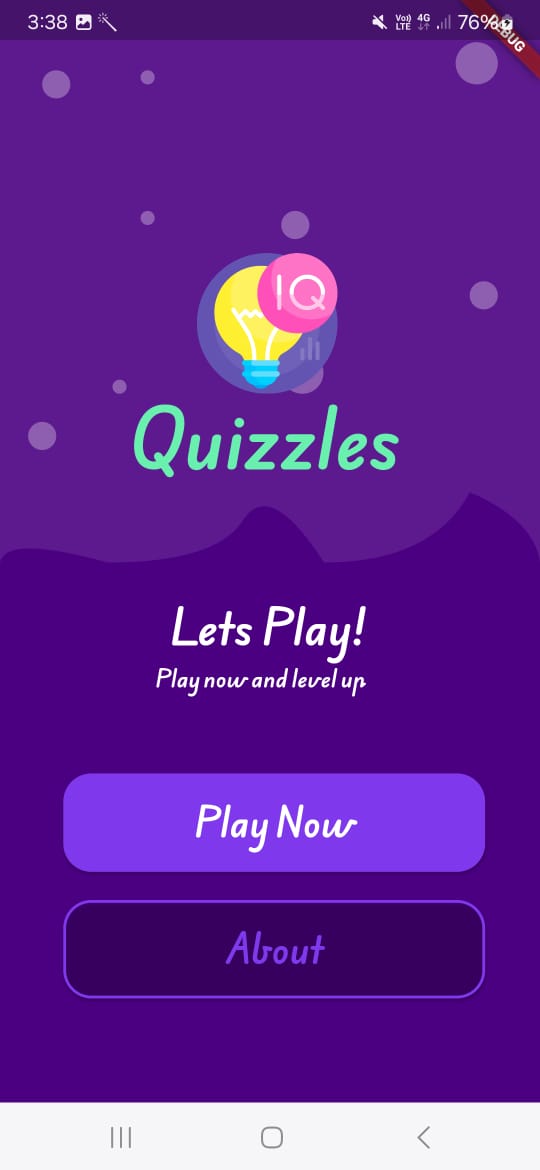 3:38 Vo) LTE 4G 76%
DEBUG
IQ
Quizzles
Lets Play!
Play now and level up
Play Now
About